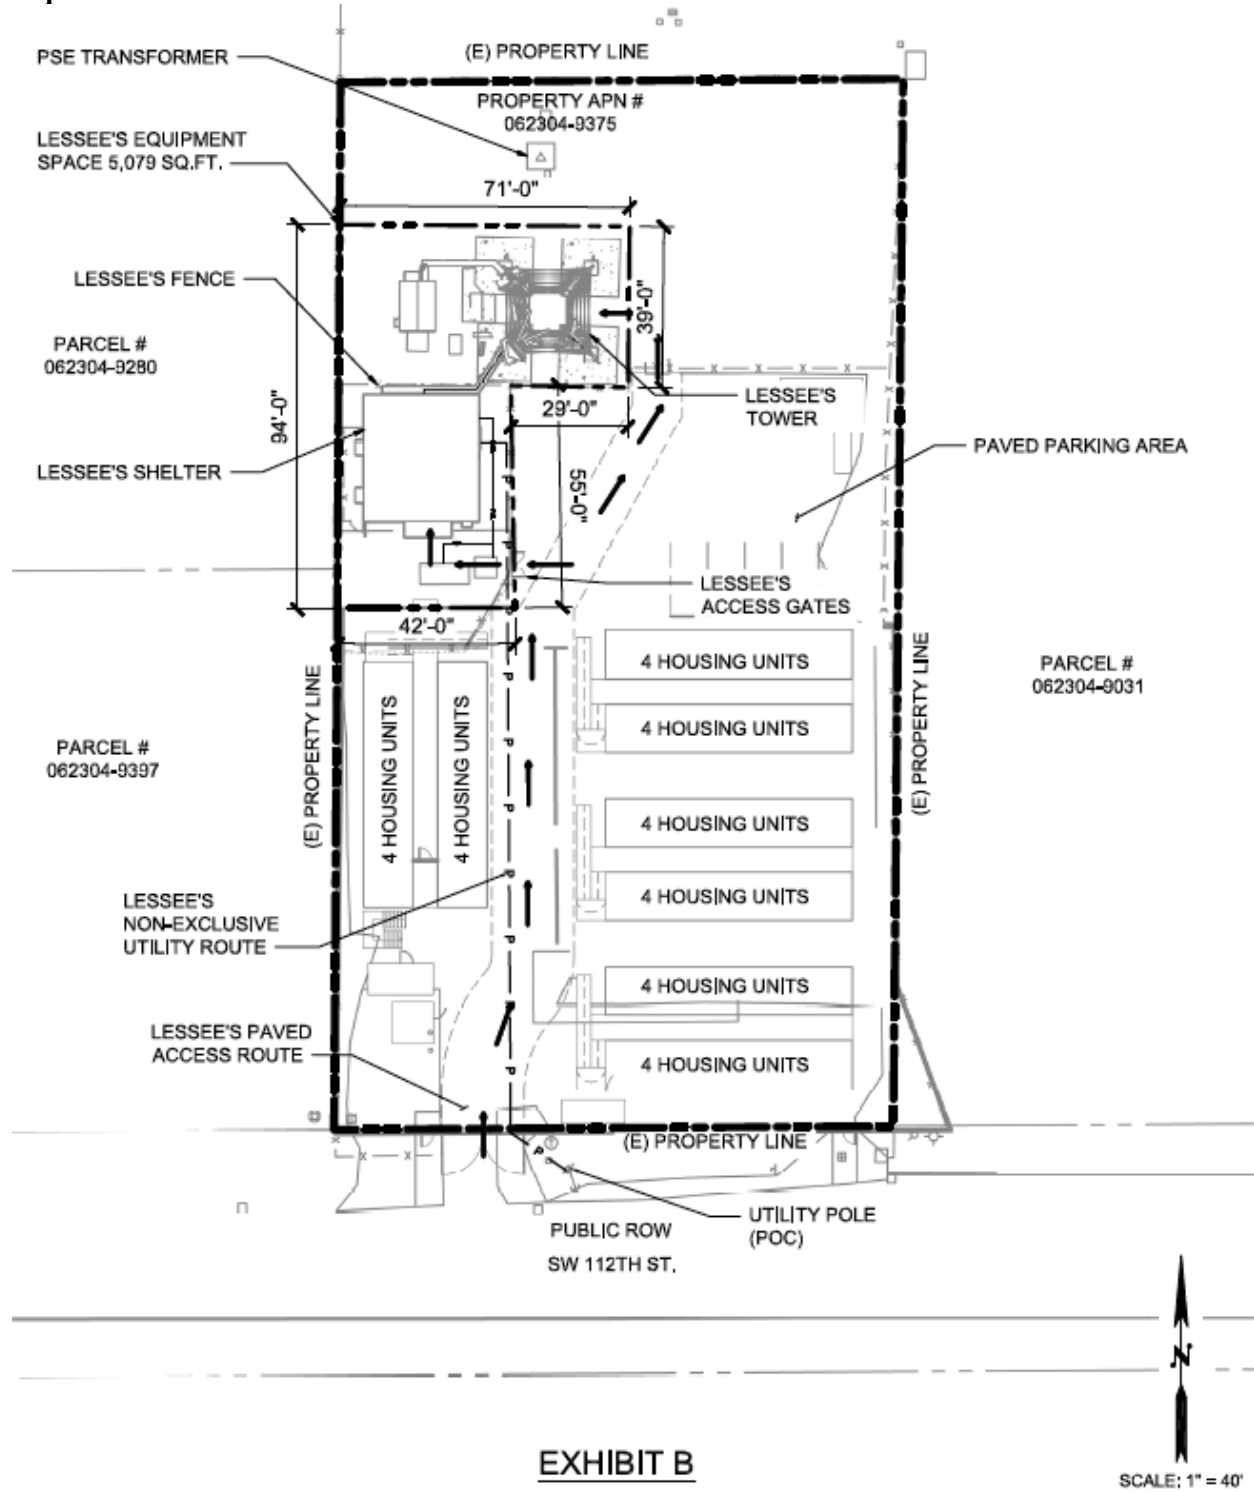 PSE TRANSFORMER
(E) PROPERTY LINE
PROPERTY APN #
062304-9375
LESSEE'S EQUIPMENT
SPACE 5,079 SQ.FT.
71'-0"
LESSEE'S FENCE
39'-0"
PARCEL #
062304-9280
94'-0"
29'-0"
LESSEE'S
TOWER
PAVED PARKING AREA
LESSEE'S SHELTER
55'-0"
LESSEE'S
ACCESS GATES
42'-0"
4 HOUSING UNITS
4 HOUSING UNITS
4 HOUSING UNITS
4 HOUSING UNITS
4 HOUSING UNITS
4 HOUSING UNITS
4 HOUSING UNITS
4 HOUSING UNITS
(E) PROPERTY LINE
(E) PROPERTY LINE
PARCEL #
062304-9031
PARCEL #
062304-9397
P
P
P
P
P
P
P
LESSEE'S
NON-EXCLUSIVE
UTILITY ROUTE
LESSEE'S PAVED
ACCESS ROUTE
(E) PROPERTY LINE
UTILITY POLE
(POC)
PUBLIC ROW
SW 112TH ST.
N
EXHIBIT B
SCALE: 1" = 40'